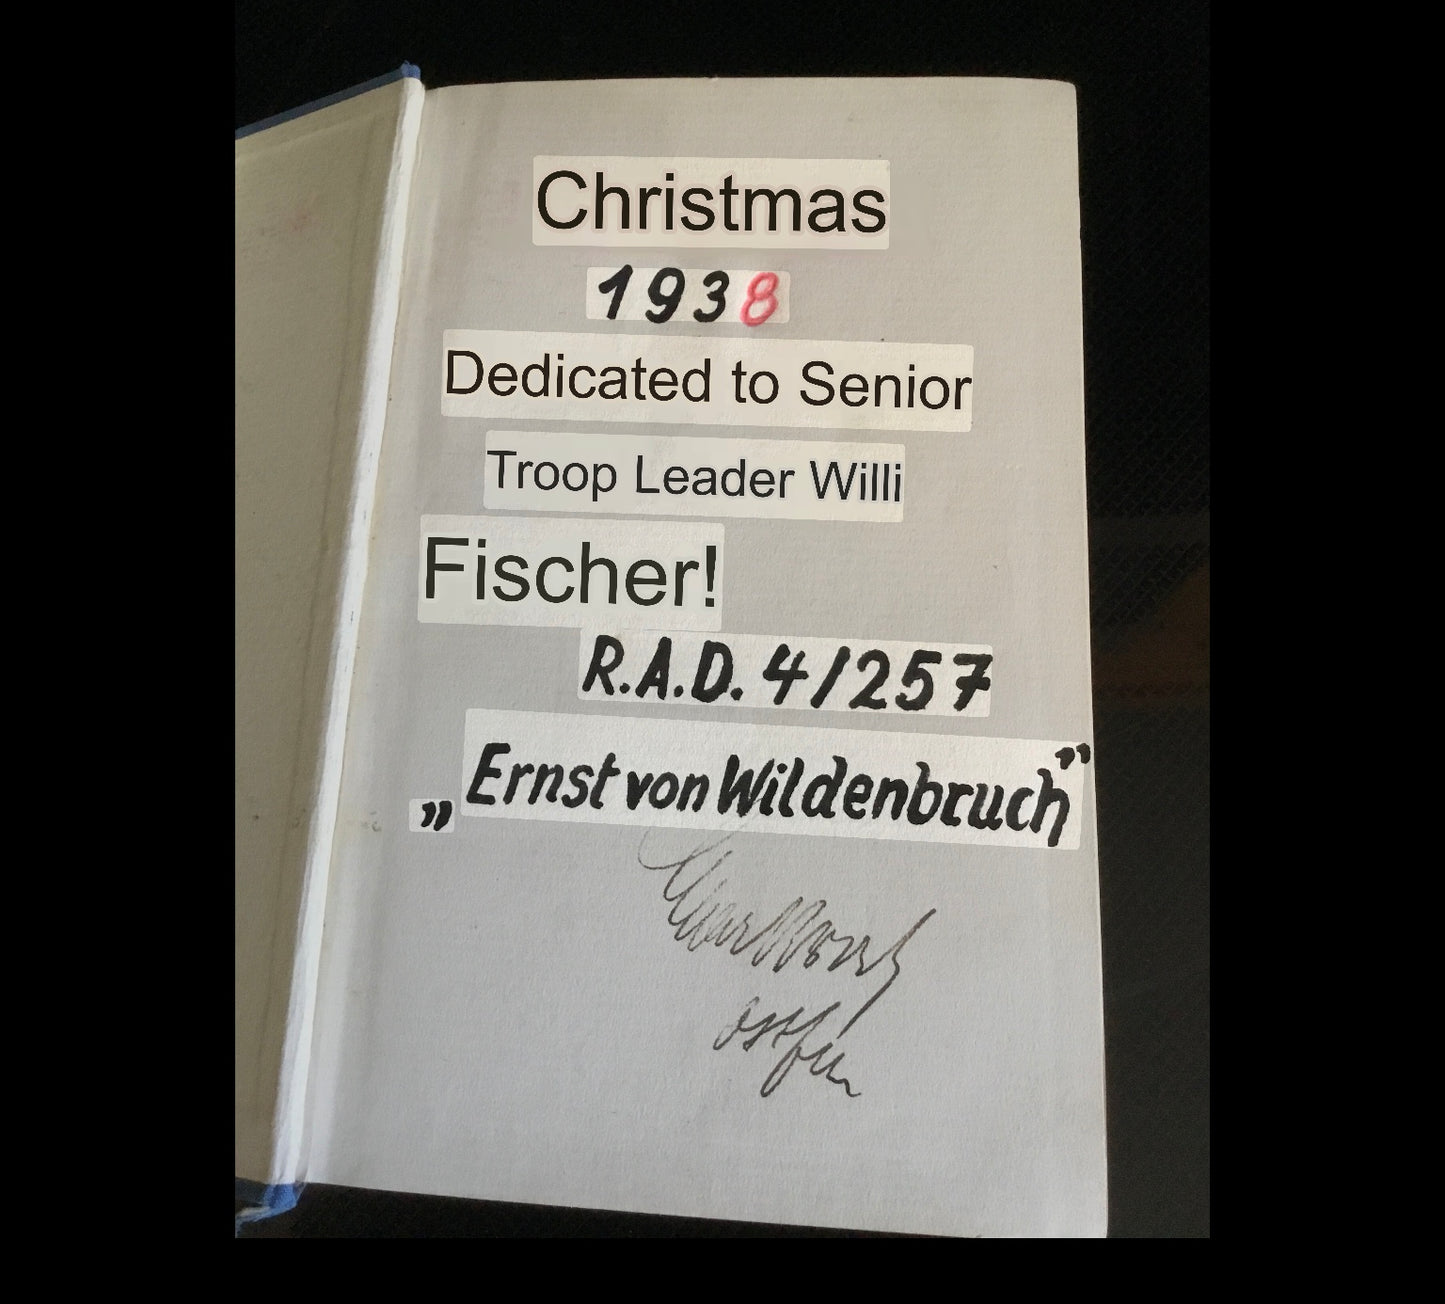 Christmas
1938
Dedicated to Senior
Troop Leader Willi
Fischer!
R.A.D. 4/257
„Ernst von Wildenbruch”